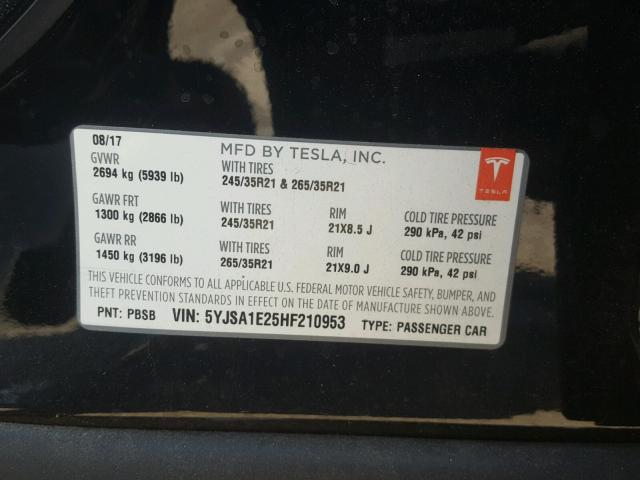 08/17
MFD BY TESLA, INC.
GVWR
2694 kg (5939 lb)
WITH TIRES
245/35R21 & 265/35R21
TESLA
GAWR FRT
1300 kg (2866 lb)
WITH TIRES
245/35R21
RIM
21X8.5 J
COLD TIRE PRESSURE
290 kPa, 42 psi
GAWR RR
1450 kg (3196 lb)
WITH TIRES
265/35R21
RIM
21X9.0 J
COLD TIRE PRESSURE
290 kPa, 42 psi
THIS VEHICLE CONFORMS TO ALL APPLICABLE U.S. FEDERAL MOTOR VEHICLE SAFETY, BUMPER, AND
THEFT PREVENTION STANDARDS IN EFFECT ON THE DATE OF MANUFACTURE SHOWN ABOVE.
PNT: PBSB VIN: 5YJSA1E25HF210953 TYPE: PASSENGER CAR